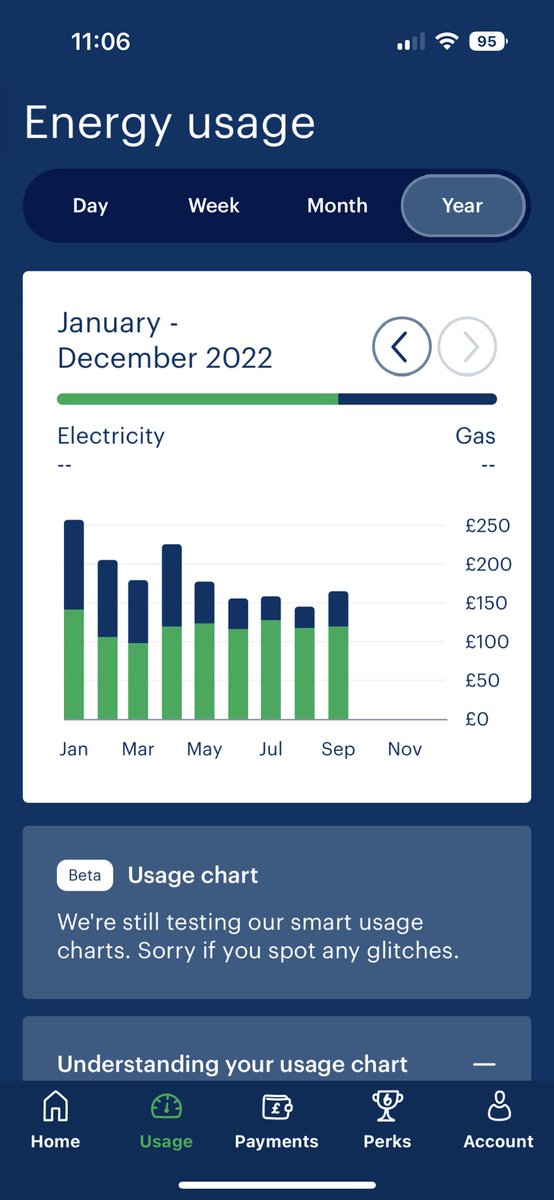 11:06
95
Energy usage
Day Week Month Year
January -
December 2022
Electricity Gas
-- --
£250
£200
£150
£100
£50
£0
Jan Mar May Jul Sep Nov
Beta Usage chart
We're still testing our smart usage
charts. Sorry if you spot any glitches.
Understanding your usage chart
£ 6
Home Usage Payments Perks Account